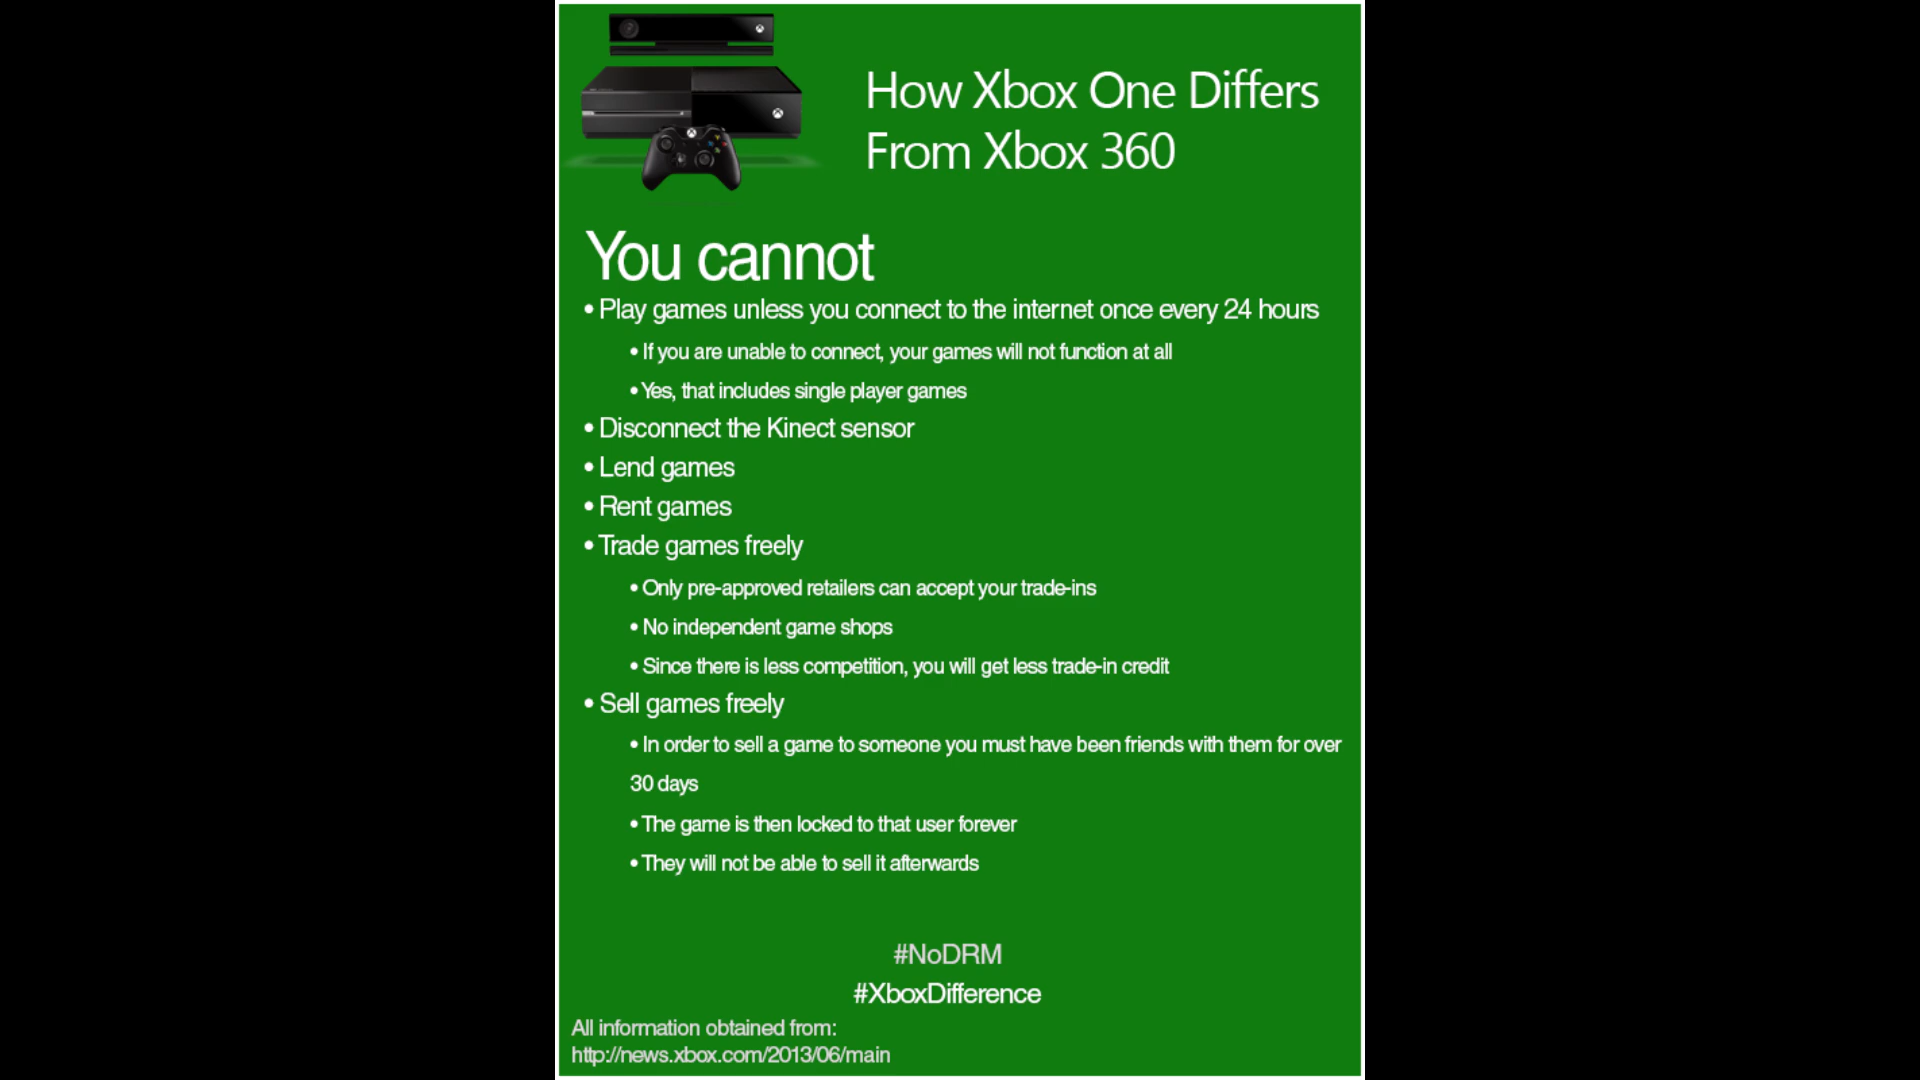 How Xbox One Differs
From Xbox 360
You cannot
• Play games unless you connect to the internet once every 24 hours
• If you are unable to connect, your games will not function at all
• Yes, that includes single player games
• Disconnect the Kinect sensor
• Lend games
• Rent games
• Trade games freely
• Only pre-approved retailers can accept your trade-ins
• No independent game shops
• Since there is less competition, you will get less trade-in credit
• Sell games freely
• In order to sell a game to someone you must have been friends with them for over
30 days
• The game is then locked to that user forever
• They will not be able to sell it afterwards
#NoDRM
#XboxDifference
All information obtained from:
http://news.xbox.com/2013/06/main